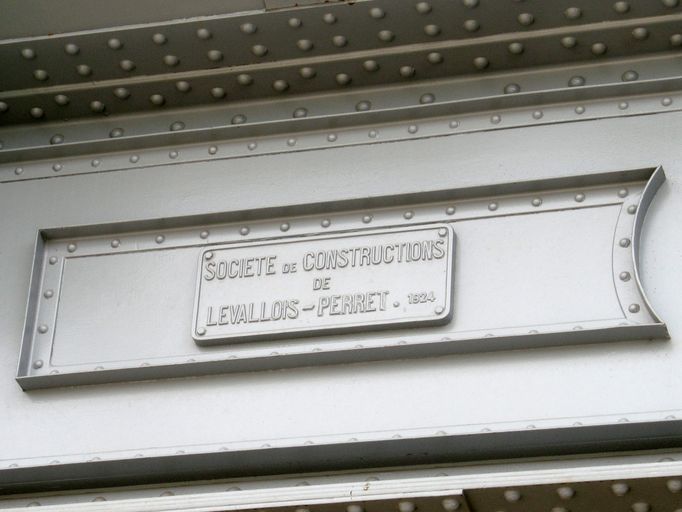 SOCIETE DE CONSTRUCTIONS
DE
LEVALLOIS-PERRET. 1924